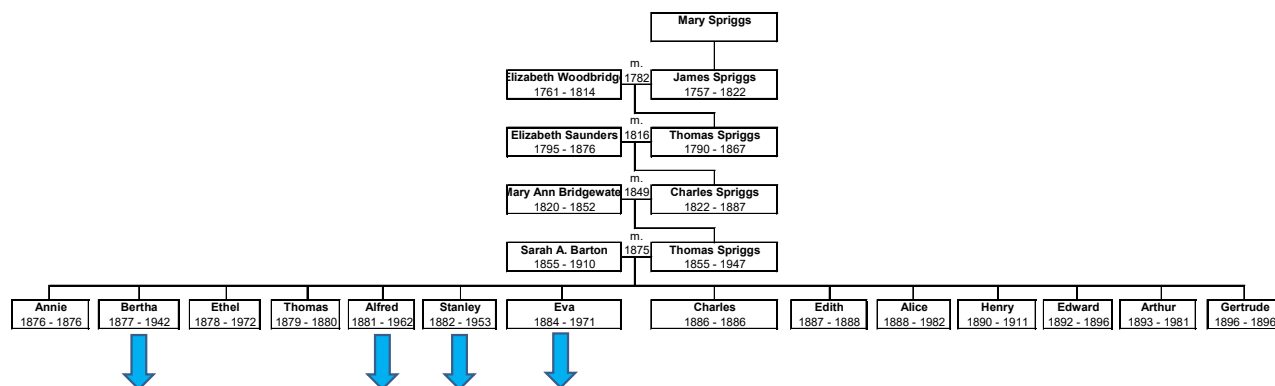 Mary Spriggs
m.
Elizabeth Woodbridg 1782 James Spriggs
1761 - 1814 1757 - 1822
m.
Elizabeth Saunders 1816 Thomas Spriggs
1795 - 1876 1790 - 1867
m.
Mary Ann Bridgewate 1849 Charles Spriggs
1820 - 1852 1822 - 1887
m.
Sarah A. Barton 1875 Thomas Spriggs
1855 - 1910 1855 - 1947
Annie Bertha Ethel Thomas Alfred Stanley Eva Charles Edith Alice Henry Edward Arthur Gertrude
1876 - 1876 1877 - 1942 1878 - 1972 1879 - 1880 1881 - 1962 1882 - 1953 1884 - 1971 1886 - 1886 1887 - 1888 1888 - 1982 1890 - 1911 1892 - 1896 1893 - 1981 1896 - 1896